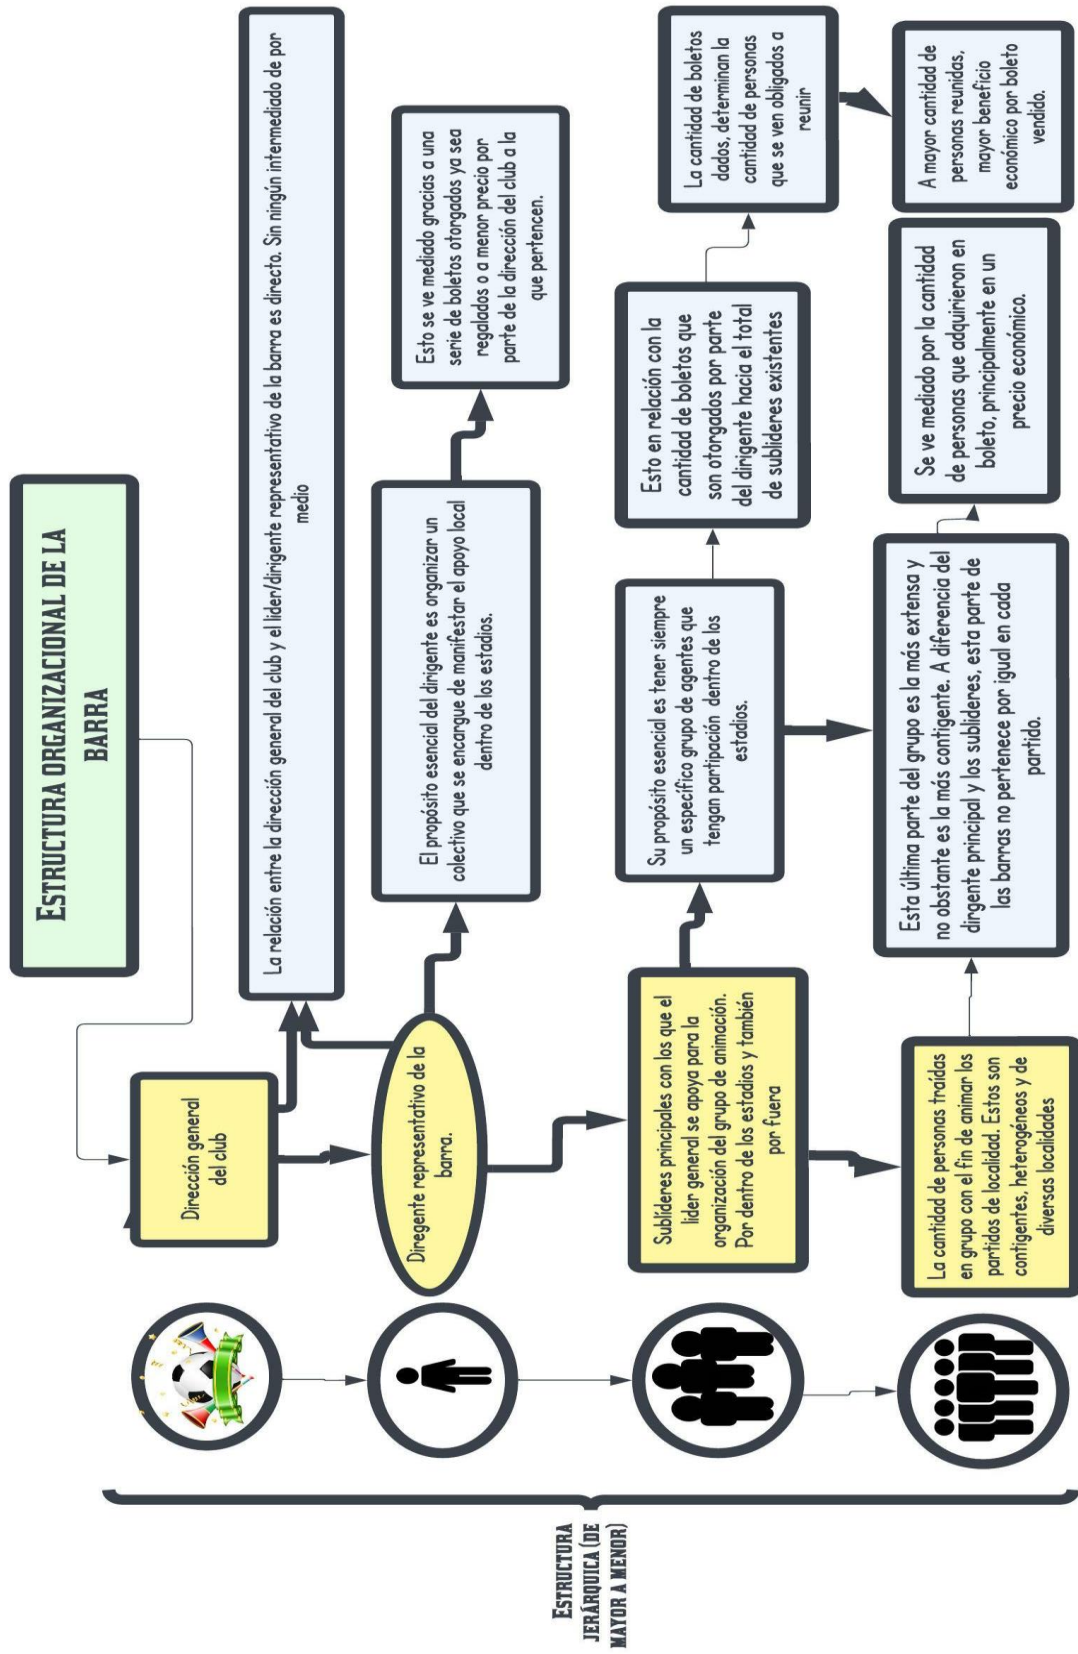 ESTRUCTURA ORGANIZACIONAL DE LA
BARRA
ESTRUCTURA
JERÁRQUICA (DE
MAYOR A MENOR)
Dirección general
del club
La relación entre la dirección general del club y el lider/dirigente representativo de la barra es directo. Sin ningún intermediado de por
medio
Diregente representativo de la
barra.
El propósito esencial del dirigente es organizar un
colectivo que se encargue de manifestar el apoyo local
dentro de los estadios.
Esto se ve mediado gracias a una
serie de boletos otorgados ya sea
regalados o a menor precio por
parte de la dirección del club a la
que pertencen.
Sublíderes principales con los que el
lider general se apoya para la
organización del grupo de animación.
Por dentro de los estadios y también
por fuera
Su propósito esencial es tener siempre
un específico grupo de agentes que
tengan partipación dentro de los
estadios.
Esto en relación con la
cantidad de boletos que
son otorgados por parte
del dirigente hacia el total
de sublideres existentes
La cantidad de boletos
dados, determinan la
cantidad de personas
que se ven obligados a
reunir
A mayor cantidad de
personas reunidas,
mayor beneficio
económico por boleto
vendido.
La cantidad de personas traídas
en grupo con el fin de animar los
partidos de localidad. Estos son
contigentes, heterogéneos y de
diversas localidades
Esta última parte del grupo es la más extensa y
no obstante es la más contigente. A diferencia del
dirgente principal y los sublideres, esta parte de
las barras no pertenece por igual en cada
partido.
Se ve mediado por la cantidad
de personas que adquirieron en
boleto, principalmente en un
precio económico.